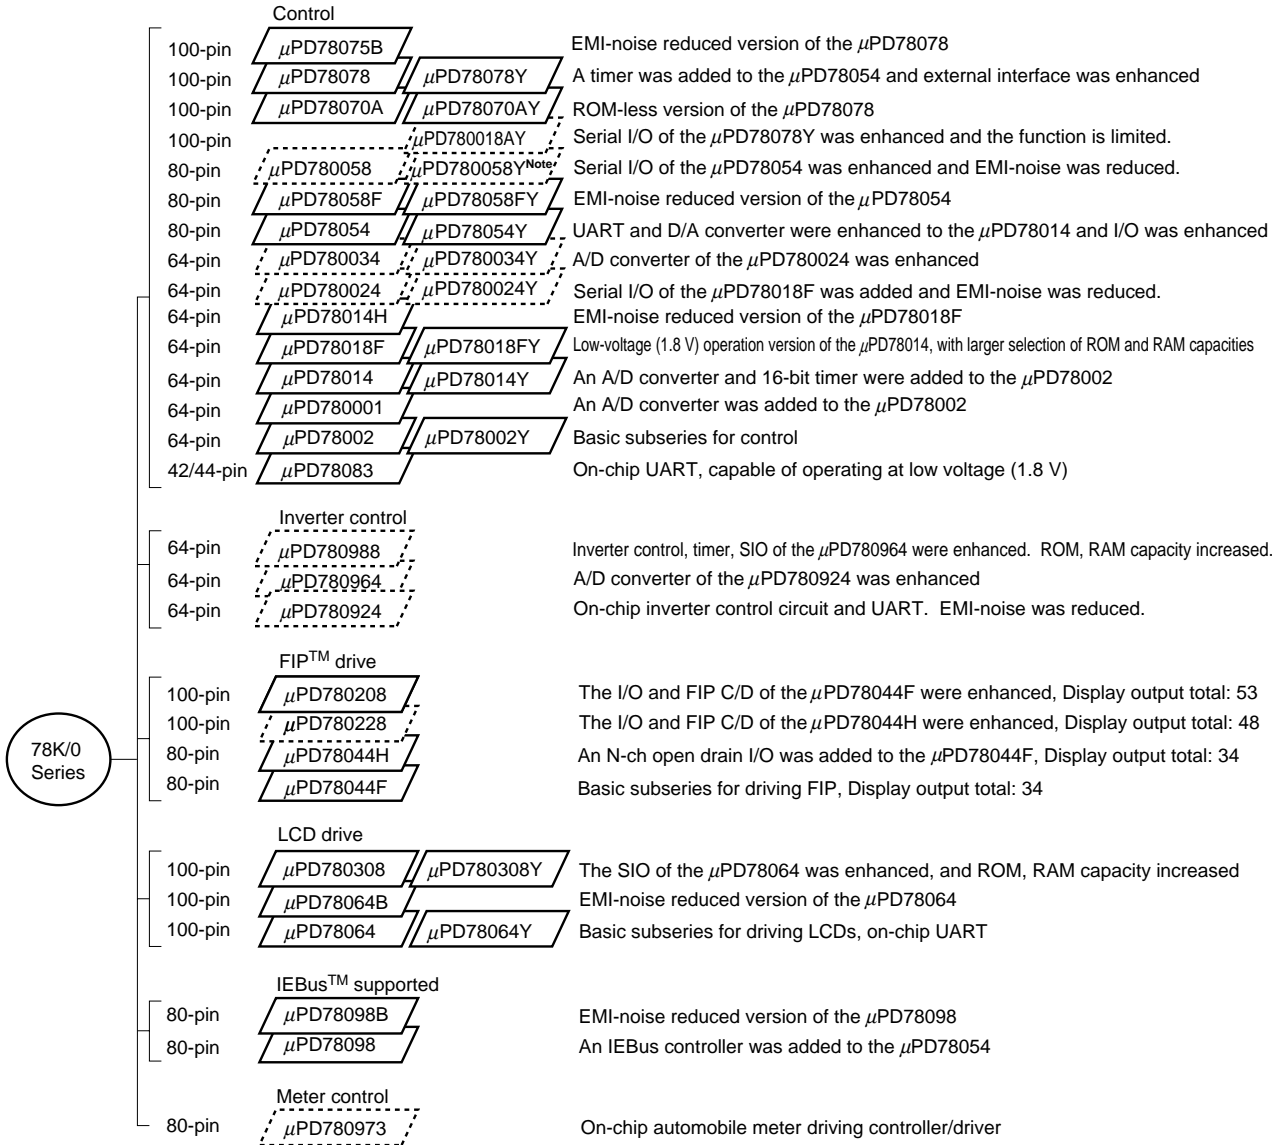 Control
100-pin μPD78075B EMI-noise reduced version of the μPD78078
100-pin μPD78078 μPD78078Y A timer was added to the μPD78054 and external interface was enhanced
100-pin μPD78070A μPD78070AY ROM-less version of the μPD78078
100-pin μPD780018AY Serial I/O of the μPD78078Y was enhanced and the function is limited.
80-pin μPD780058 μPD780058Y Note Serial I/O of the μPD78054 was enhanced and EMI-noise was reduced.
80-pin μPD78058F μPD78058FY EMI-noise reduced version of the μPD78054
80-pin μPD78054 μPD78054Y UART and D/A converter were enhanced to the μPD78014 and I/O was enhanced
64-pin μPD780034 μPD780034Y A/D converter of the μPD780024 was enhanced
64-pin μPD780024 μPD780024Y Serial I/O of the μPD78018F was added and EMI-noise was reduced.
64-pin μPD78014H EMI-noise reduced version of the μPD78018F
64-pin μPD78018F μPD78018FY Low-voltage (1.8 V) operation version of the μPD78014, with larger selection of ROM and RAM capacities
64-pin μPD78014 μPD78014Y An A/D converter and 16-bit timer were added to the μPD78002
64-pin μPD780001 An A/D converter was added to the μPD78002
64-pin μPD78002 μPD78002Y Basic subseries for control
42/44-pin μPD78083 On-chip UART, capable of operating at low voltage (1.8 V)
Inverter control
64-pin μPD780988 Inverter control, timer, SIO of the μPD780964 were enhanced. ROM, RAM capacity increased.
64-pin μPD780964 A/D converter of the μPD780924 was enhanced
64-pin μPD780924 On-chip inverter control circuit and UART. EMI-noise was reduced.
FIP™ drive
100-pin μPD780208 The I/O and FIP C/D of the μPD78044F were enhanced, Display output total: 53
100-pin μPD780228 The I/O and FIP C/D of the μPD78044H were enhanced, Display output total: 48
78K/0 Series
80-pin μPD78044H An N-ch open drain I/O was added to the μPD78044F, Display output total: 34
80-pin μPD78044F Basic subseries for driving FIP, Display output total: 34
LCD drive
100-pin μPD780308 μPD780308Y The SIO of the μPD78064 was enhanced, and ROM, RAM capacity increased
100-pin μPD78064B EMI-noise reduced version of the μPD78064
100-pin μPD78064 μPD78064Y Basic subseries for driving LCDs, on-chip UART
IEBus™ supported
80-pin μPD78098B EMI-noise reduced version of the μPD78098
80-pin μPD78098 An IEBus controller was added to the μPD78054
Meter control
80-pin μPD780973 On-chip automobile meter driving controller/driver